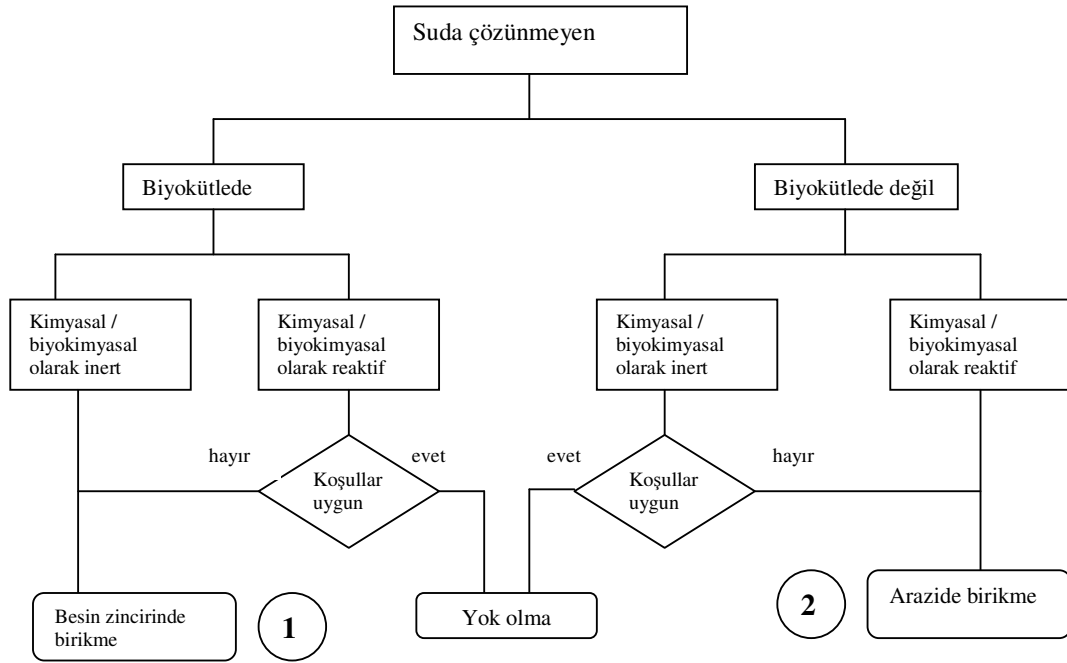 Suda çözünmeyen
Biyokütlede
Biyokütlede değil
Kimyasal /
biyokimyasal
olarak inert
Kimyasal /
biyokimyasal
olarak reaktif
Kimyasal /
biyokimyasal
olarak inert
Kimyasal /
biyokimyasal
olarak reaktif
hayır
Koşullar
uygun
evet
evet
Koşullar
uygun
hayır
Besin zincirinde
birikme
1
Yok olma
2
Arazide birikme